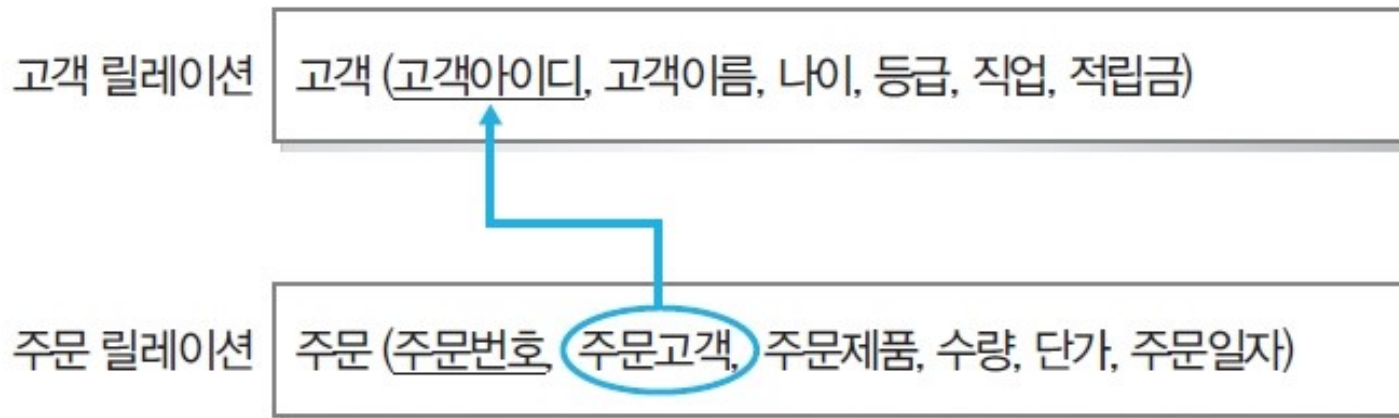 고객 릴레이션 고객 (고객아이디, 고객이름, 나이, 등급, 직업, 적립금)
주문 릴레이션 주문 (주문번호, 주문고객, 주문제품, 수량, 단가, 주문일자)